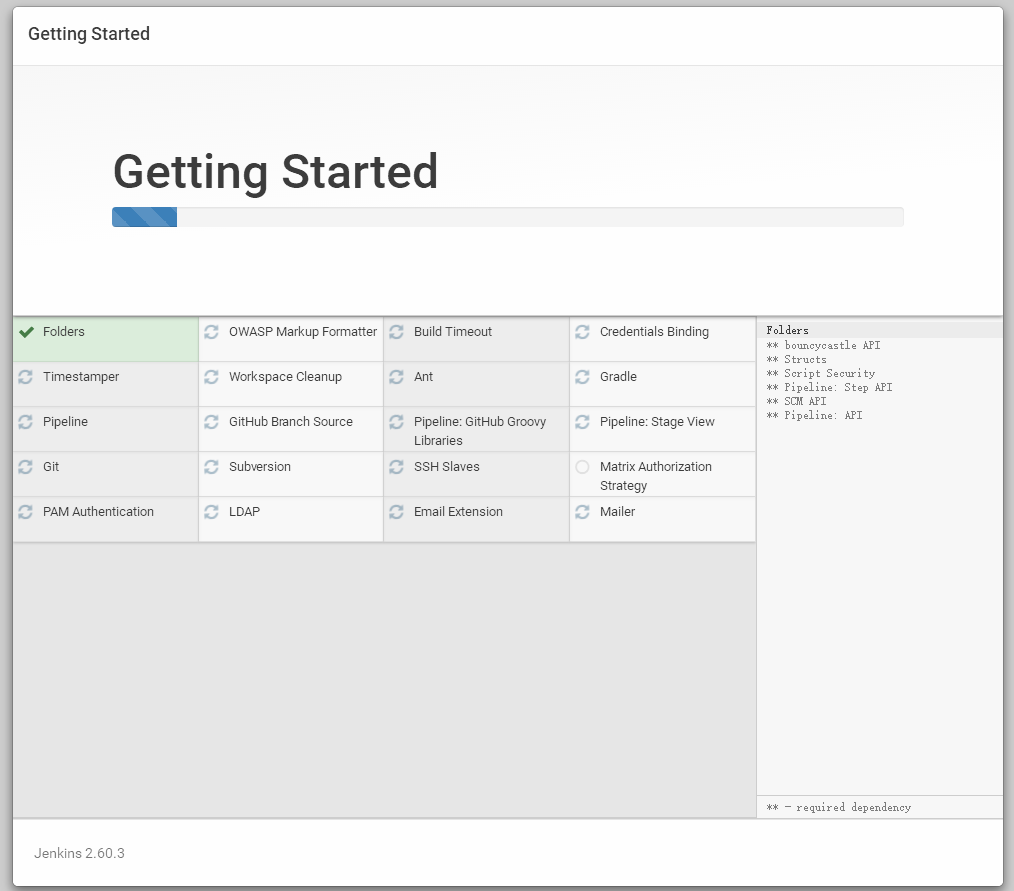 Getting Started
Getting Started
Folders
OWASP Markup Formatter
Build Timeout
Credentials Binding
Timestamper
Workspace Cleanup
Ant
Gradle
Pipeline
GitHub Branch Source
Pipeline: GitHub Groovy
Libraries
Pipeline: Stage View
Git
Subversion
SSH Slaves
Matrix Authorization
Strategy
PAM Authentication
LDAP
Email Extension
Mailer
Folders
** bouncycastle API
** Structs
** Script Security
** Pipeline: Step API
** SCM API
** Pipeline: API
** - required dependency
Jenkins 2.60.3